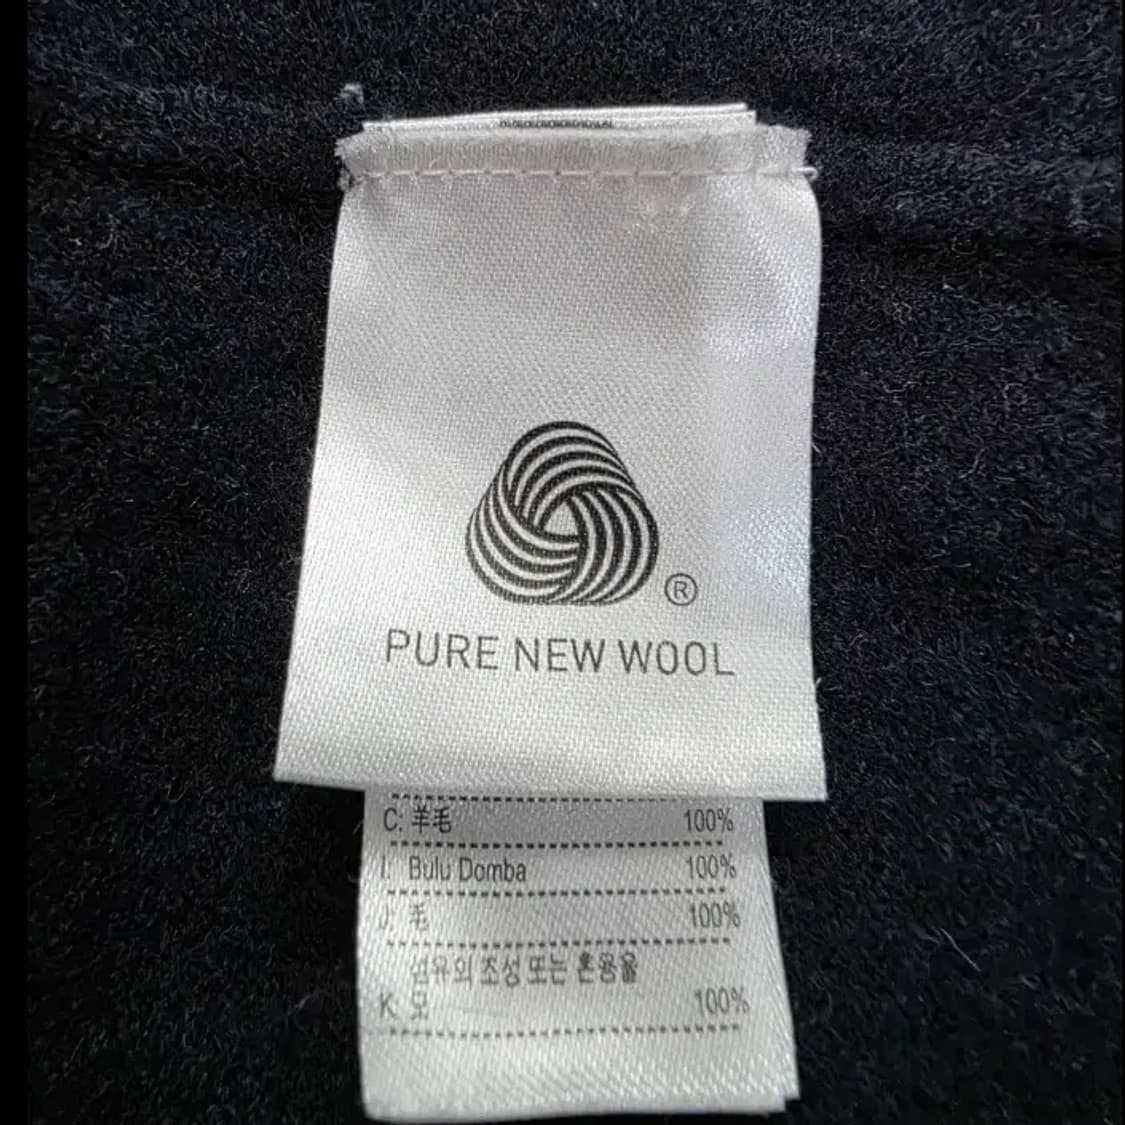 ®
PURE NEW WOOL
C: 羊毛 100%
I: Bulu Domba 100%
J: 毛 100%
섬유의 조성 또는 혼용율
K 모 100%